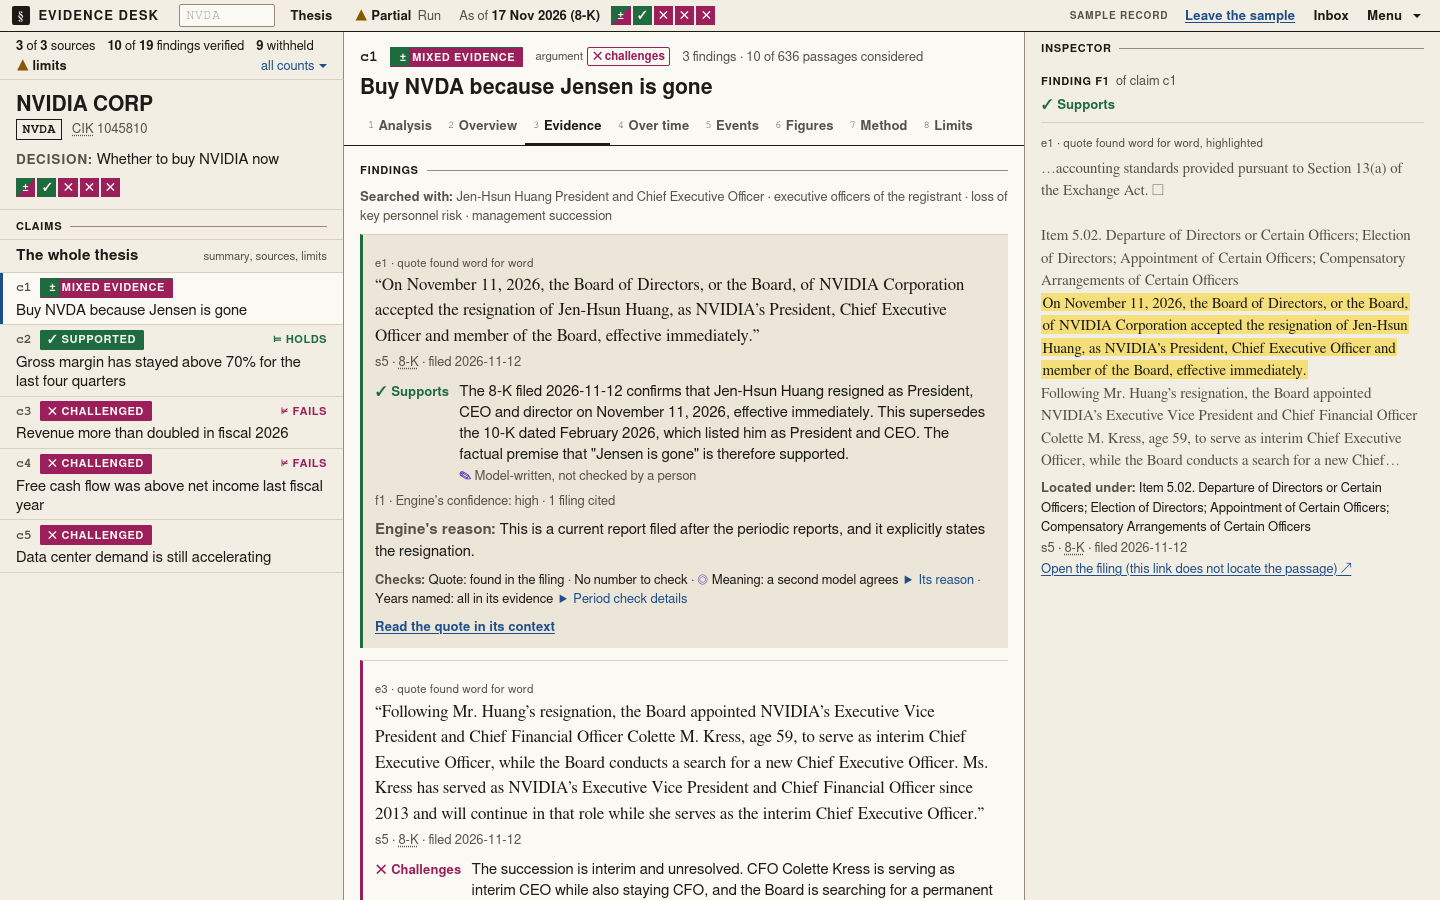 § EVIDENCE DESK NVDA Thesis ▲ Partial Run As of 17 Nov 2026 (8-K) ± ✓ ✕ ✕ ✕ SAMPLE RECORD Leave the sample Inbox Menu
3 of 3 sources 10 of 19 findings verified 9 withheld
▲ limits all counts
NVIDIA CORP
NVDA CIK 1045810
DECISION: Whether to buy NVIDIA now
± ✓ ✕ ✕ ✕
CLAIMS
The whole thesis summary, sources, limits
c1 ± MIXED EVIDENCE
Buy NVDA because Jensen is gone
c2 ✓ SUPPORTED ⊨ HOLDS
Gross margin has stayed above 70% for the
last four quarters
c3 ✕ CHALLENGED ⊭ FAILS
Revenue more than doubled in fiscal 2026
c4 ✕ CHALLENGED ⊭ FAILS
Free cash flow was above net income last fiscal
year
c5 ✕ CHALLENGED
Data center demand is still accelerating
c1 ± MIXED EVIDENCE argument ✕ challenges 3 findings · 10 of 636 passages considered
Buy NVDA because Jensen is gone
1 Analysis 2 Overview 3 Evidence 4 Over time 5 Events 6 Figures 7 Method 8 Limits
FINDINGS
Searched with: Jen-Hsun Huang President and Chief Executive Officer · executive officers of the registrant · loss of
key personnel risk · management succession
e1 · quote found word for word
“On November 11, 2026, the Board of Directors, or the Board, of NVIDIA Corporation
accepted the resignation of Jen-Hsun Huang, as NVIDIA’s President, Chief Executive
Officer and member of the Board, effective immediately.”
s5 · 8-K · filed 2026-11-12
✓ Supports The 8-K filed 2026-11-12 confirms that Jen-Hsun Huang resigned as President,
CEO and director on November 11, 2026, effective immediately. This supersedes
the 10-K dated February 2026, which listed him as President and CEO. The
factual premise that "Jensen is gone" is therefore supported.
✎ Model-written, not checked by a person
f1 · Engine's confidence: high · 1 filing cited
Engine's reason: This is a current report filed after the periodic reports, and it explicitly states
the resignation.
Checks: Quote: found in the filing · No number to check · ◎ Meaning: a second model agrees ▶ Its reason ·
Years named: all in its evidence ▶ Period check details
Read the quote in its context
e3 · quote found word for word
“Following Mr. Huang’s resignation, the Board appointed NVIDIA’s Executive Vice
President and Chief Financial Officer Colette M. Kress, age 59, to serve as interim Chief
Executive Officer, while the Board conducts a search for a new Chief Executive Officer. Ms.
Kress has served as NVIDIA’s Executive Vice President and Chief Financial Officer since
2013 and will continue in that role while she serves as the interim Chief Executive Officer.”
s5 · 8-K · filed 2026-11-12
✕ Challenges The succession is interim and unresolved. CFO Colette Kress is serving as
interim CEO while also staying CFO, and the Board is searching for a permanent
INSPECTOR
FINDING F1 of claim c1
✓ Supports
e1 · quote found word for word, highlighted
…accounting standards provided pursuant to Section 13(a) of
the Exchange Act. ☐
Item 5.02. Departure of Directors or Certain Officers; Election
of Directors; Appointment of Certain Officers; Compensatory
Arrangements of Certain Officers
On November 11, 2026, the Board of Directors, or the Board,
of NVIDIA Corporation accepted the resignation of Jen-Hsun
Huang, as NVIDIA’s President, Chief Executive Officer and
member of the Board, effective immediately.
Following Mr. Huang’s resignation, the Board appointed
NVIDIA’s Executive Vice President and Chief Financial Officer
Colette M. Kress, age 59, to serve as interim Chief Executive
Officer, while the Board conducts a search for a new Chief…
Located under: Item 5.02. Departure of Directors or Certain
Officers; Election of Directors; Appointment of Certain Officers;
Compensatory Arrangements of Certain Officers
s5 · 8-K · filed 2026-11-12
Open the filing (this link does not locate the passage) ↗